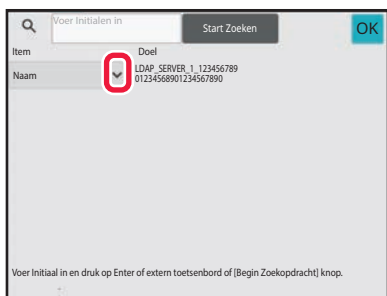 Voer Initialen in
Start Zoeken
OK
Item
Doel
Naam
LDAP_SERVER_1_123456789
01234568901234567890
Voer Initiaal in en druk op Enter of extern toetsenbord of [Begin Zoekopdracht] knop.